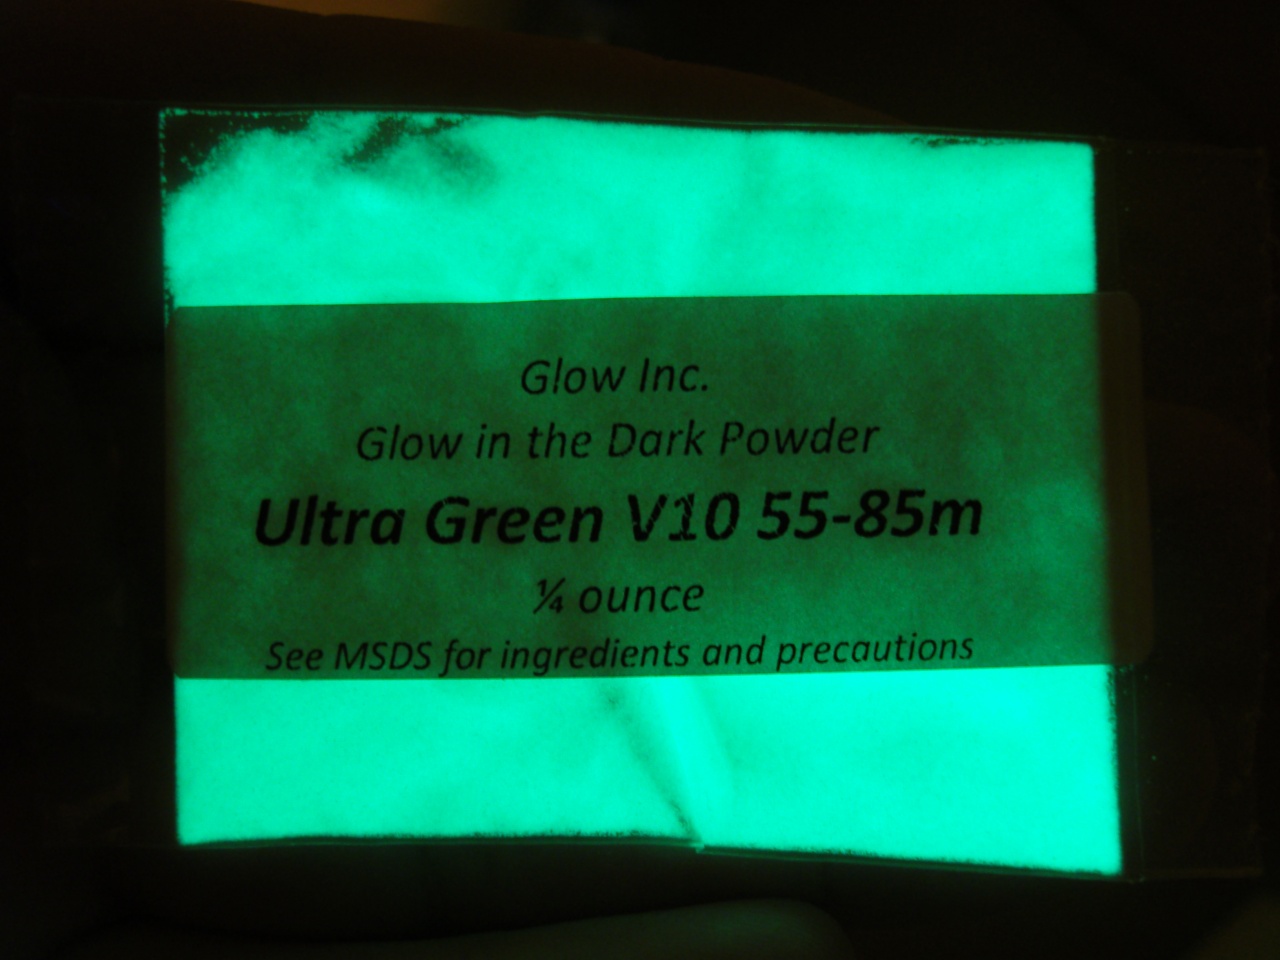 Glow Inc.
Glow in the Dark Powder
Ultra Green V10 55-85m
¼ ounce
See MSDS for ingredients and precautions